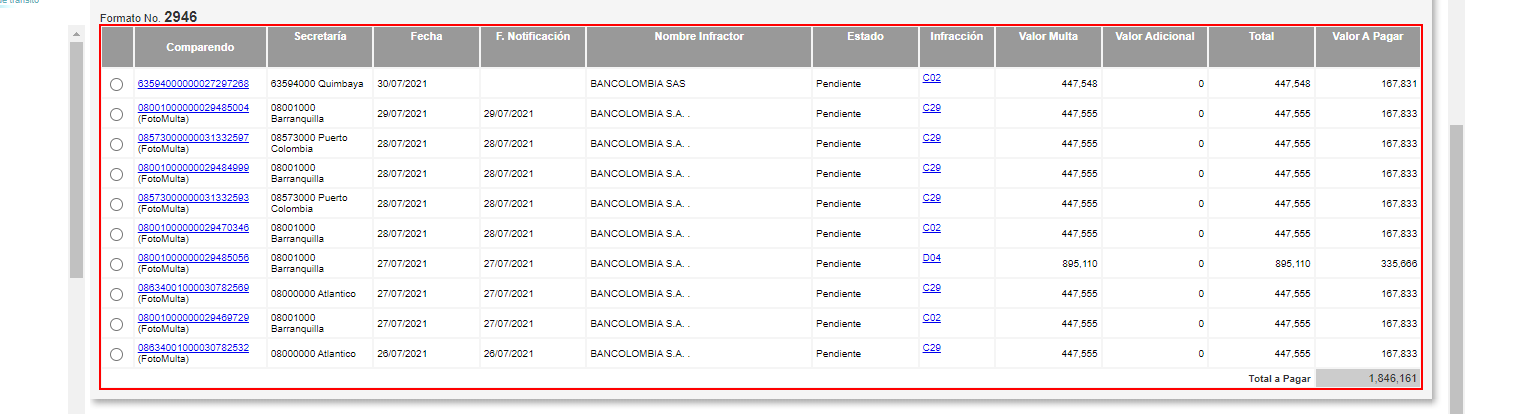 de tránsito
Formato No. 2946
Comparendo Secretaría Fecha F. Notificación Nombre Infractor Estado Infracción Valor Multa Valor Adicional Total Valor A Pagar
63594000000027297268 63594000 Quimbaya 30/07/2021 BANCOLOMBIA SAS Pendiente C02 447,548 0 447,548 167,831
08001000000029485004 (FotoMulta) 08001000 Barranquilla 29/07/2021 29/07/2021 BANCOLOMBIA S.A. . Pendiente C29 447,555 0 447,555 167,833
08573000000031332597 (FotoMulta) 08573000 Puerto Colombia 28/07/2021 28/07/2021 BANCOLOMBIA S.A. . Pendiente C29 447,555 0 447,555 167,833
08001000000029484999 (FotoMulta) 08001000 Barranquilla 28/07/2021 28/07/2021 BANCOLOMBIA S.A. . Pendiente C29 447,555 0 447,555 167,833
08573000000031332593 (FotoMulta) 08573000 Puerto Colombia 28/07/2021 28/07/2021 BANCOLOMBIA S.A. . Pendiente C29 447,555 0 447,555 167,833
08001000000029470346 (FotoMulta) 08001000 Barranquilla 28/07/2021 28/07/2021 BANCOLOMBIA S.A. . Pendiente C02 447,555 0 447,555 167,833
08001000000029485056 (FotoMulta) 08001000 Barranquilla 27/07/2021 27/07/2021 BANCOLOMBIA S.A. . Pendiente D04 895,110 0 895,110 335,666
08634001000030782569 (FotoMulta) 08000000 Atlantico 27/07/2021 27/07/2021 BANCOLOMBIA S.A. . Pendiente C29 447,555 0 447,555 167,833
08001000000029469729 (FotoMulta) 08001000 Barranquilla 27/07/2021 27/07/2021 BANCOLOMBIA S.A. . Pendiente C02 447,555 0 447,555 167,833
08634001000030782532 (FotoMulta) 08000000 Atlantico 26/07/2021 26/07/2021 BANCOLOMBIA S.A. . Pendiente C29 447,555 0 447,555 167,833
Total a Pagar 1,846,161